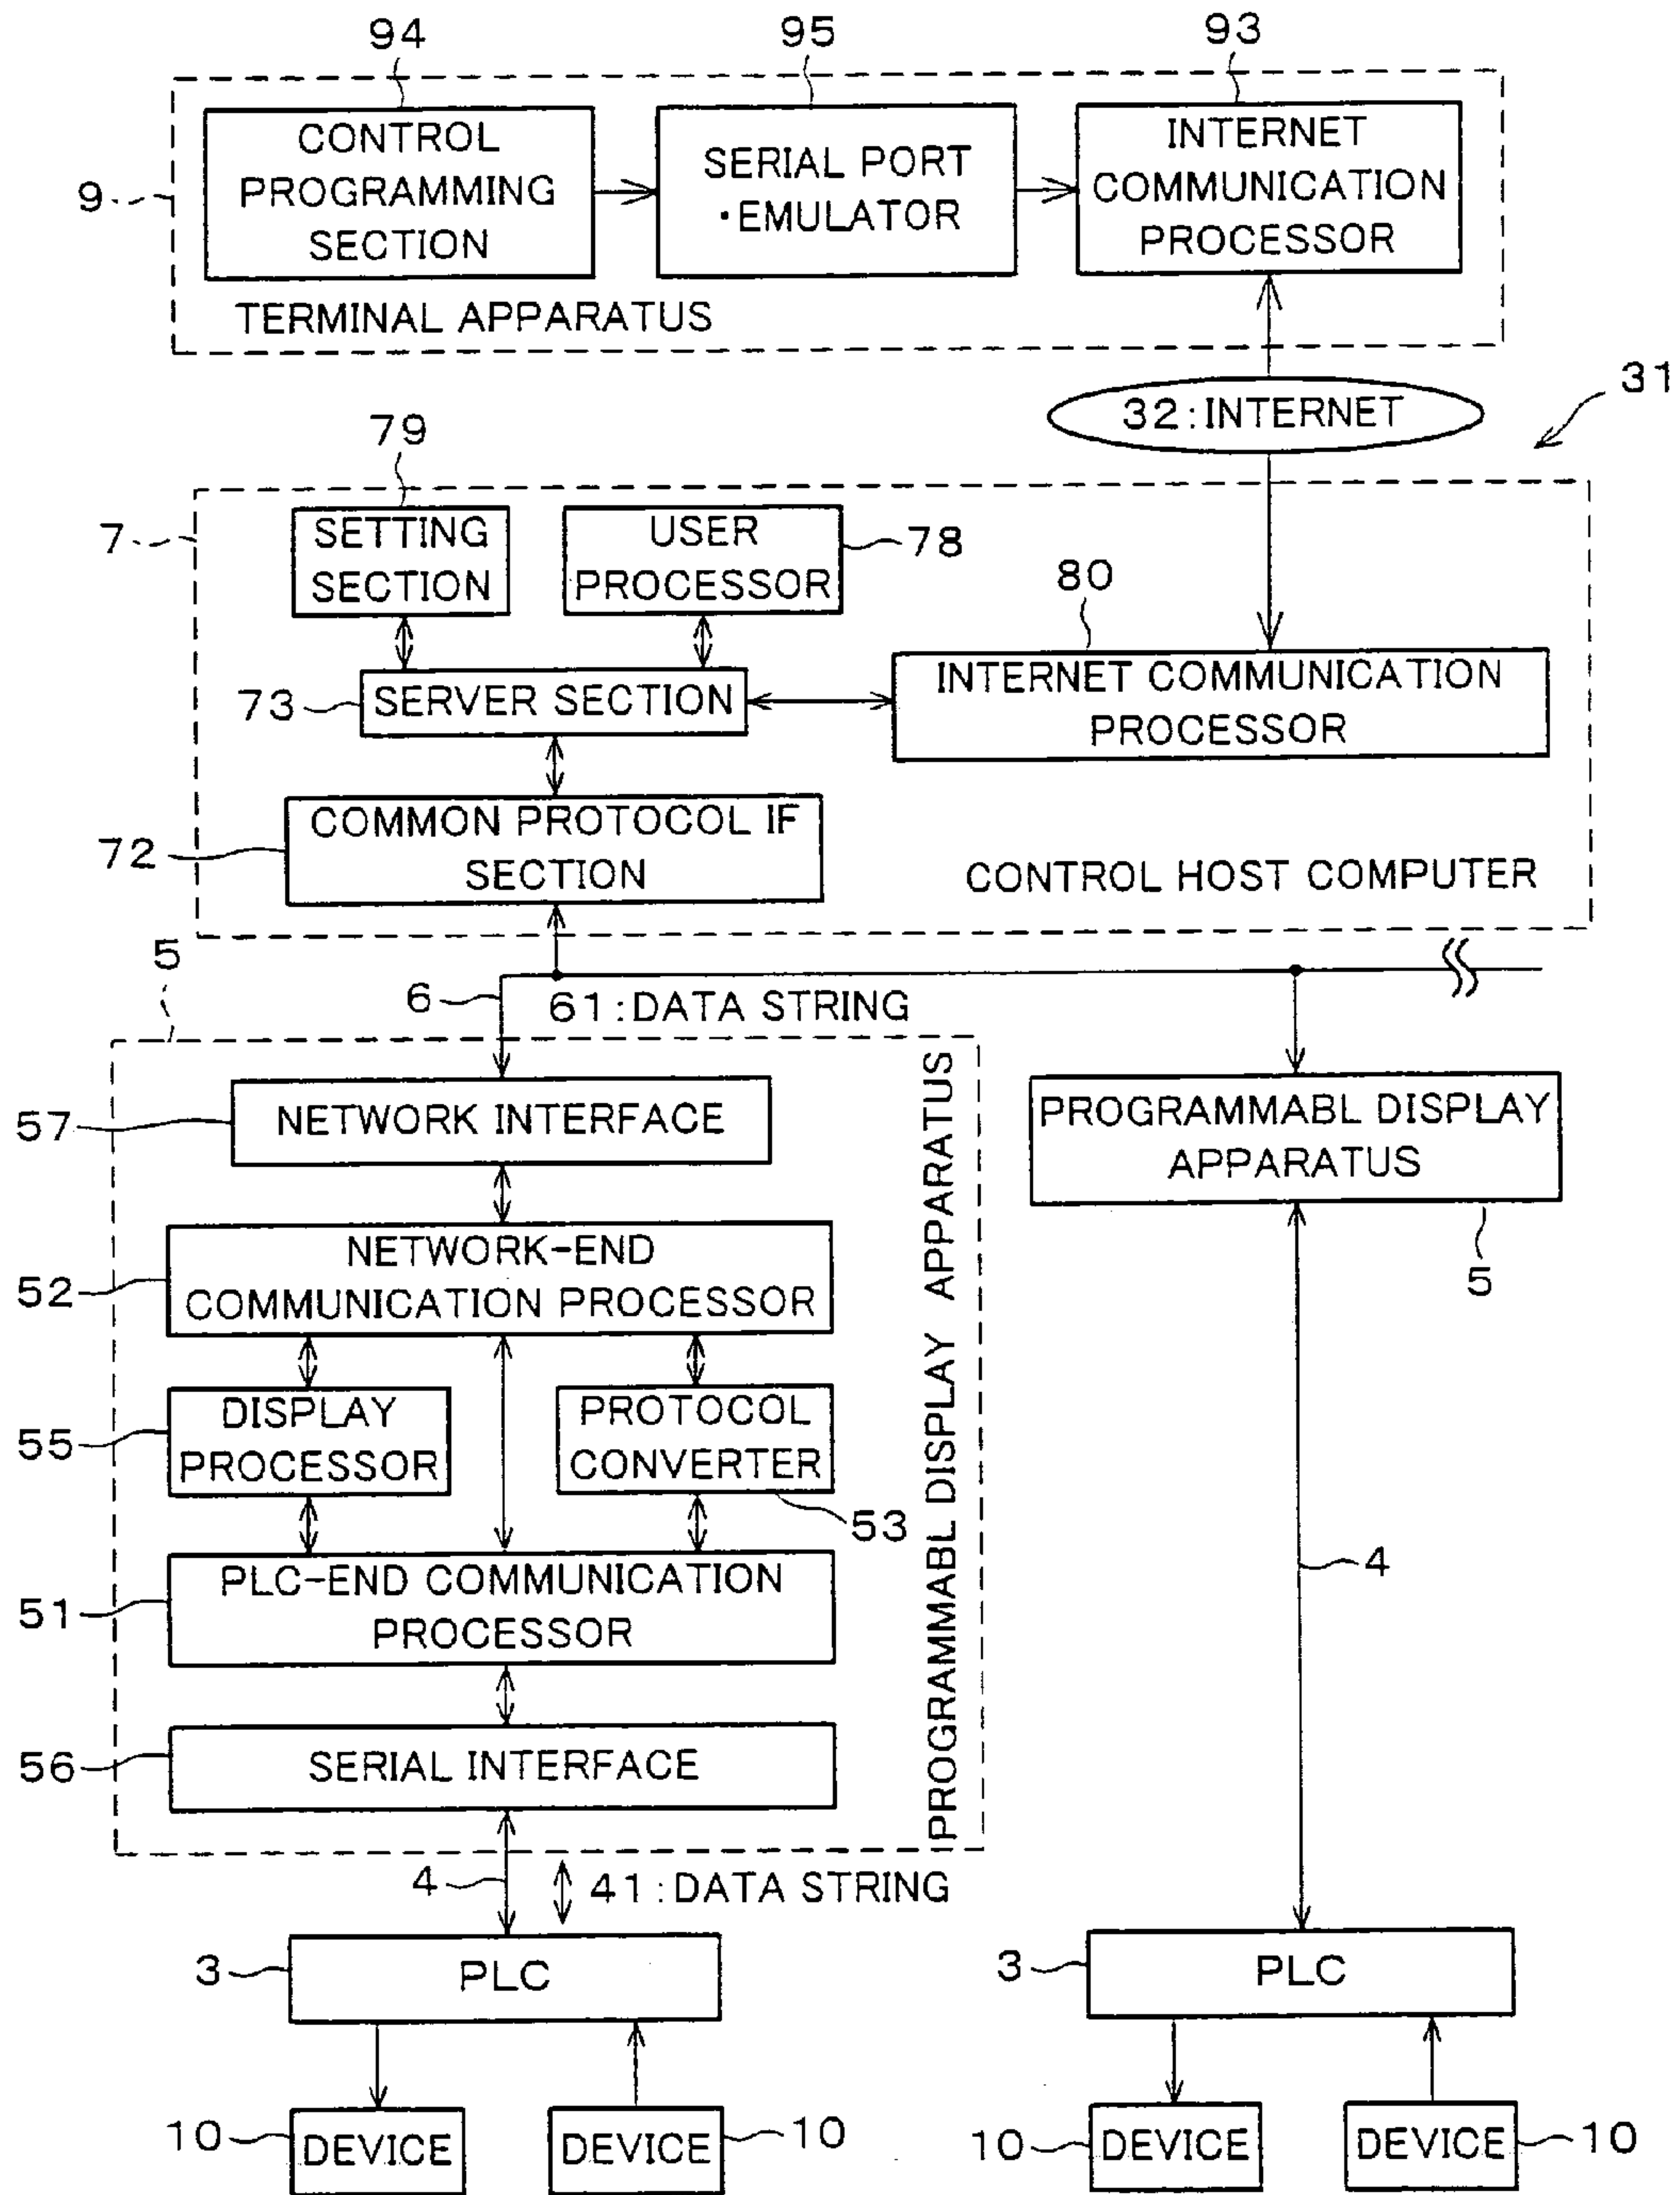 94
95
93
CONTROL
PROGRAMMING
SECTION
SERIAL PORT
・EMULATOR
INTERNET
COMMUNICATION
PROCESSOR
9
TERMINAL APPARATUS
31
32:INTERNET
79
7
SETTING
SECTION
USER
PROCESSOR
78
80
73
SERVER SECTION
INTERNET COMMUNICATION
PROCESSOR
72
COMMON PROTOCOL IF
SECTION
CONTROL HOST COMPUTER
5
6
61:DATA STRING
57
NETWORK INTERFACE
PROGRAMMABL DISPLAY
APPARATUS
5
52
NETWORK-END
COMMUNICATION PROCESSOR
55
DISPLAY
PROCESSOR
PROTOCOL
CONVERTER
53
PROGRAMMABL DISPLAY APPARATUS
4
51
PLC-END COMMUNICATION
PROCESSOR
56
SERIAL INTERFACE
4
41:DATA STRING
3
PLC
3
PLC
10
DEVICE
DEVICE
10
10
DEVICE
DEVICE
10